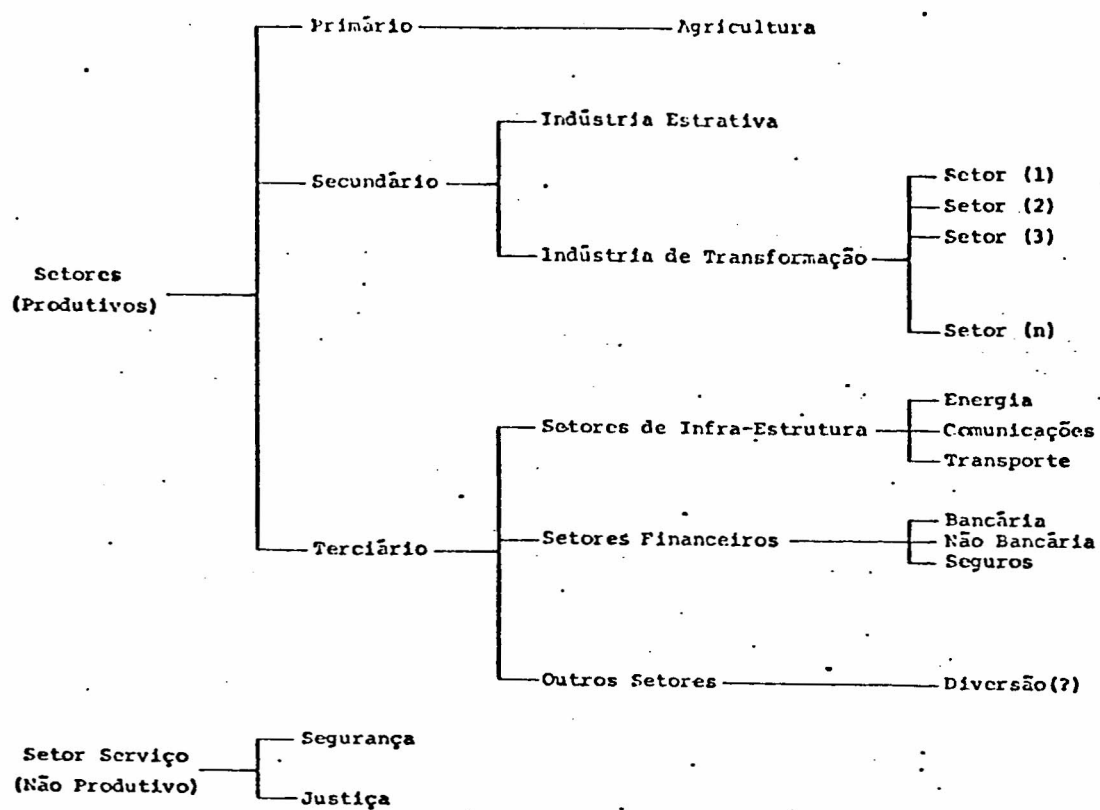 Primário
Agricultura
Indústria Estrativa
Secundário
Setor (1)
Setor (2)
Setor (3)
Indústria de Transformação
Setores
(Produtivos)
Setor (n)
Energia
Setores de Infra-Estrutura
Comunicações
Transporte
Bancária
Setores Financeiros
Não Bancária
Terciário
Seguros
Outros Setores
Diversão(?)
Segurança
Setor Serviço
(Não Produtivo)
Justiça